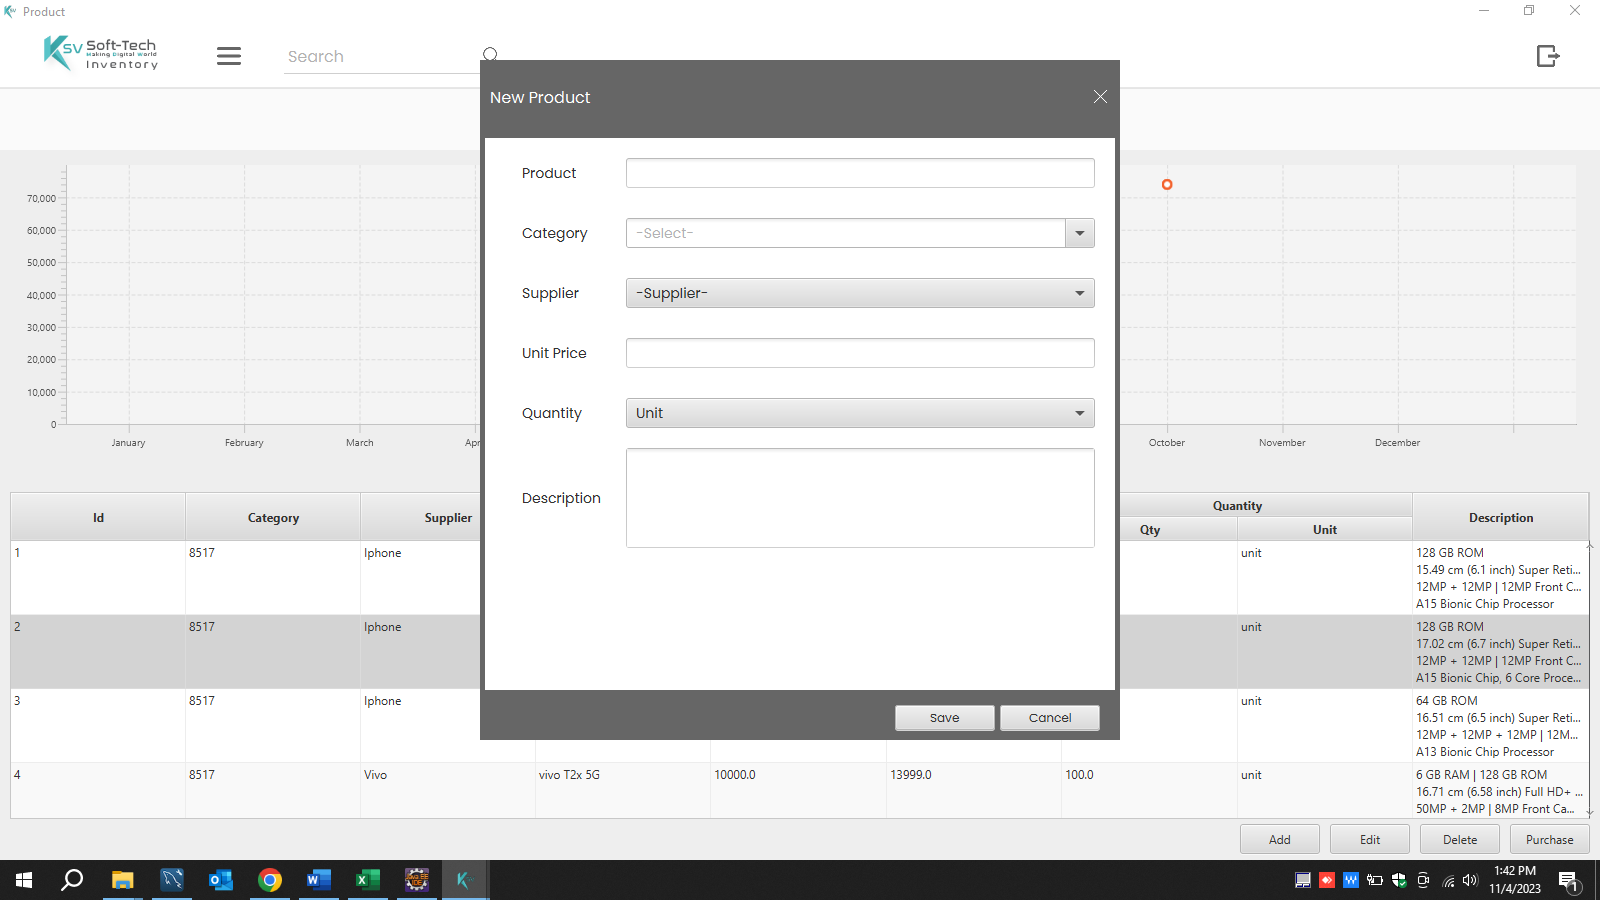 Product
Ksv Soft-Tech
Making Digital World
Inventory
Search
New Product
Product
Category
-Select-
Supplier
-Supplier-
Unit Price
Quantity
Unit
Description
Save
Cancel
70,000
60,000
50,000
40,000
30,000
20,000
10,000
0
January
February
March
Apr
October
November
December
Id
Category
Supplier
Quantity
Qty
Unit
Description
1
8517
Iphone
unit
128 GB ROM
15.49 cm (6.1 inch) Super Reti...
12MP + 12MP | 12MP Front C...
A15 Bionic Chip Processor
2
8517
Iphone
unit
128 GB ROM
17.02 cm (6.7 inch) Super Reti...
12MP + 12MP | 12MP Front C...
A15 Bionic Chip, 6 Core Proce...
3
8517
Iphone
unit
64 GB ROM
16.51 cm (6.5 inch) Super Reti...
12MP + 12MP + 12MP | 12M...
A13 Bionic Chip Processor
4
8517
Vivo
vivo T2x 5G
10000.0
13999.0
100.0
unit
6 GB RAM | 128 GB ROM
16.71 cm (6.58 inch) Full HD+ ...
50MP + 2MP | 8MP Front Ca...
Add
Edit
Delete
Purchase
1:42 PM
11/4/2023
1